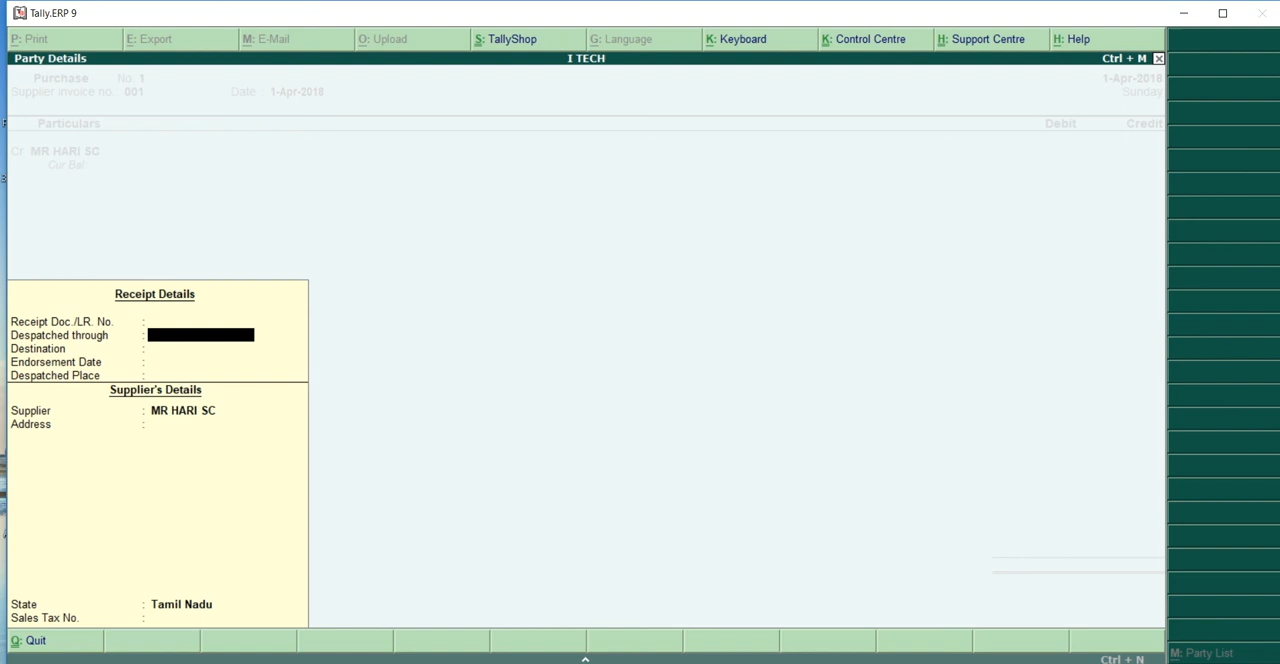 Tally.ERP 9
P: Print E: Export M: E-Mail O: Upload S: TallyShop G: Language K: Keyboard K: Control Centre H: Support Centre H: Help
Party Details I TECH Ctrl + M
Purchase No. 1 1-Apr-2018
Supplier invoice no.: 001 Date : 1-Apr-2018 Sunday
Particulars Debit Credit
Cr MR HARI SC
Cur Bal:
Receipt Details
Receipt Doc./LR. No. :
Despatched through :
Destination :
Endorsement Date :
Despatched Place :
Supplier's Details
Supplier : MR HARI SC
Address :
State : Tamil Nadu
Sales Tax No. :
Q: Quit
M: Party List
Ctrl + N